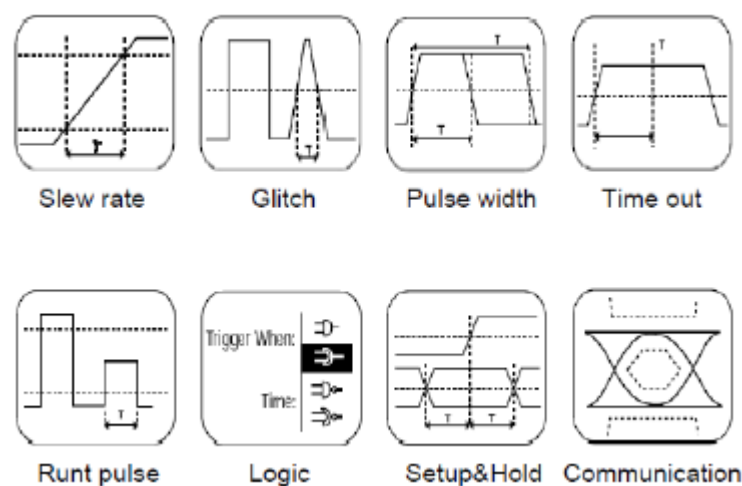 T
T
T
T
T
Slew rate Glitch Pulse width Time out
Trigger When:
Time:
T
T T
Runt pulse Logic Setup&Hold Communication